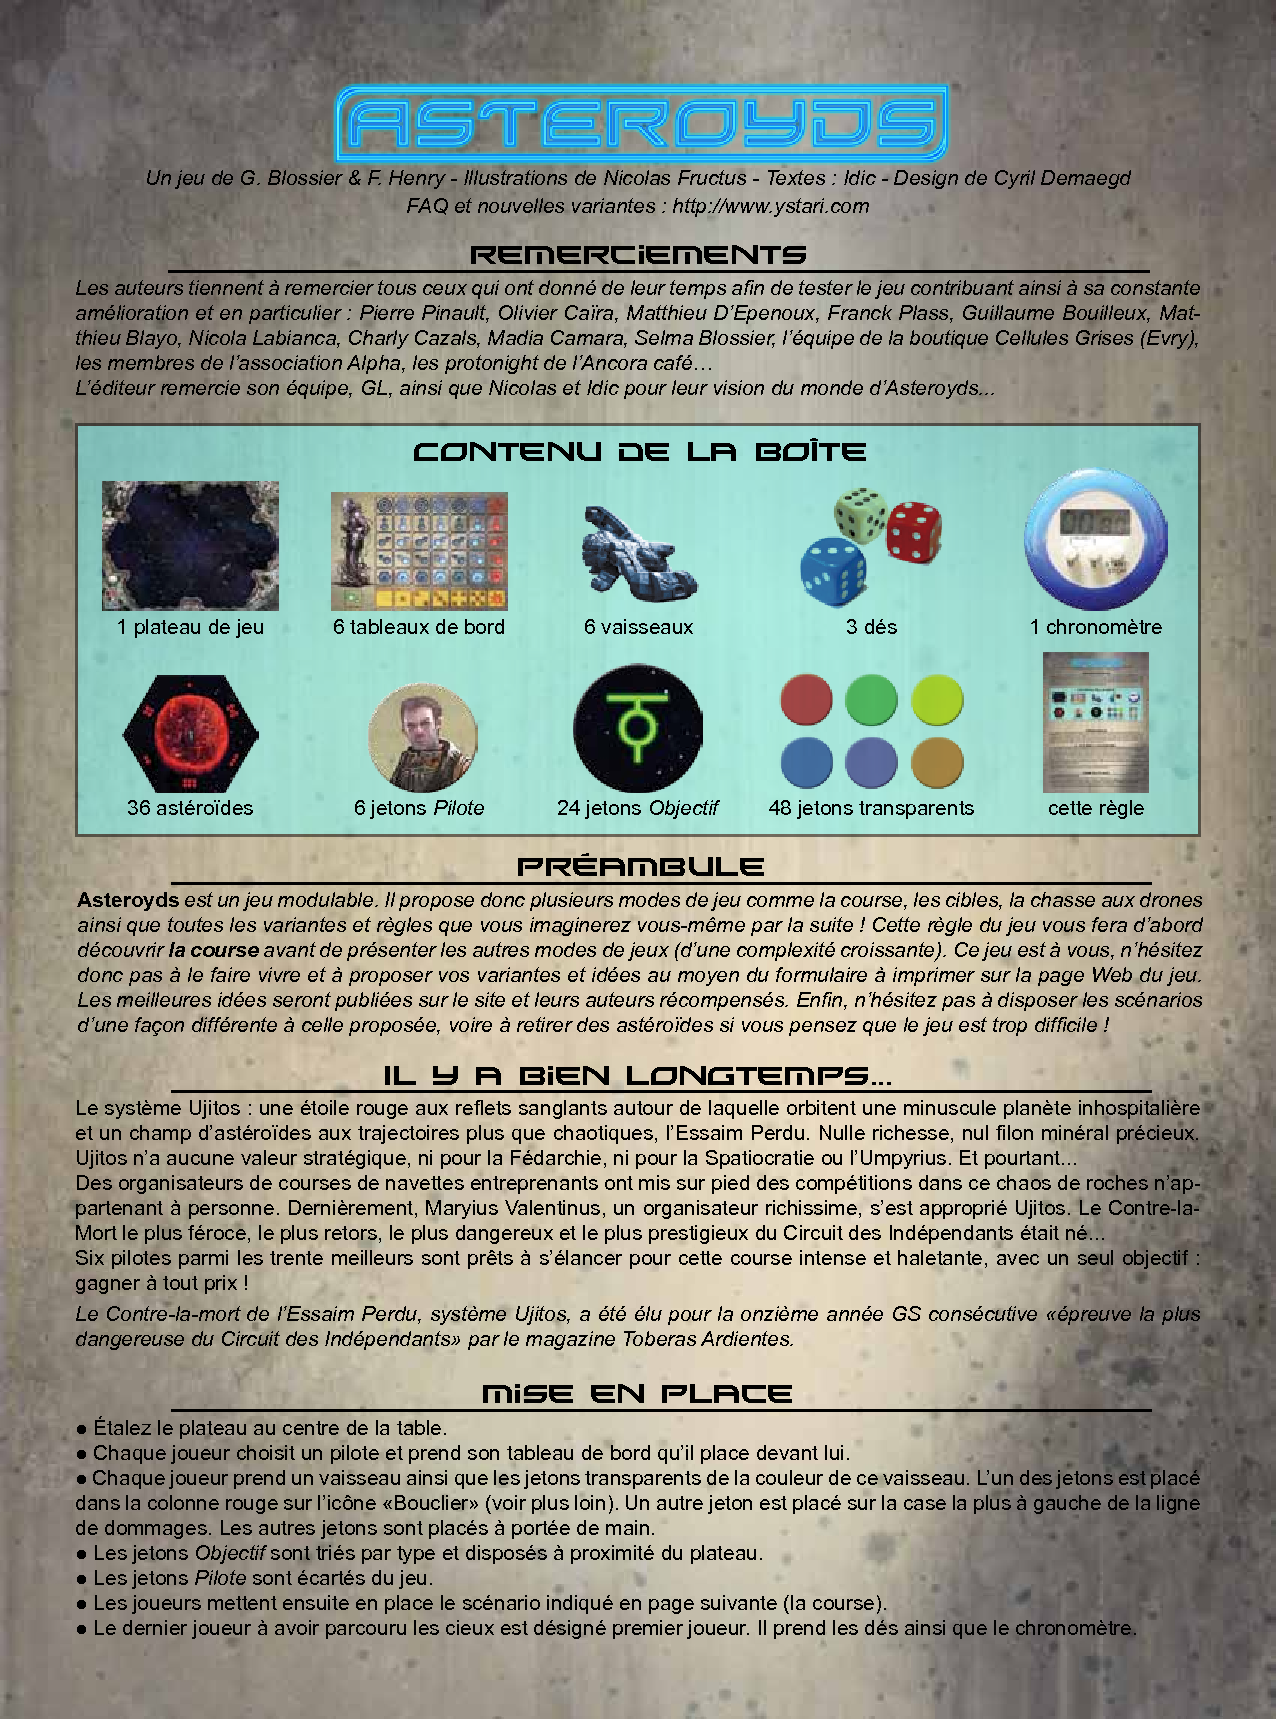 ASTEROYDS
Un jeu de G. Blossier & F. Henry - Illustrations de Nicolas Fructus - Textes : Idic - Design de Cyril Demaegd
FAQ et nouvelles variantes : http://www.ystari.com
REMERCIEMENTS
Les auteurs tiennent à remercier tous ceux qui ont donné de leur temps afin de tester le jeu contribuant ainsi à sa constante
amélioration et en particulier : Pierre Pinault, Olivier Caïra, Matthieu D'Epenoux, Franck Plass, Guillaume Bouilleux, Mat-
thieu Blayo, Nicola Labianca, Charly Cazals, Madia Camara, Selma Blossier, l'équipe de la boutique Cellules Grises (Evry),
les membres de l'association Alpha, les protonight de l'Ancora café…
L'éditeur remercie son équipe, GL, ainsi que Nicolas et Idic pour leur vision du monde d'Asteroyds...
CONTENU DE LA BOÎTE
1 plateau de jeu
6 tableaux de bord
6 vaisseaux
3 dés
1 chronomètre
36 astéroïdes
6 jetons Pilote
24 jetons Objectif
48 jetons transparents
cette règle
PRÉAMBULE
Asteroyds est un jeu modulable. Il propose donc plusieurs modes de jeu comme la course, les cibles, la chasse aux drones
ainsi que toutes les variantes et règles que vous imaginerez vous-même par la suite ! Cette règle du jeu vous fera d'abord
découvrir la course avant de présenter les autres modes de jeux (d'une complexité croissante). Ce jeu est à vous, n'hésitez
donc pas à le faire vivre et à proposer vos variantes et idées au moyen du formulaire à imprimer sur la page Web du jeu.
Les meilleures idées seront publiées sur le site et leurs auteurs récompensés. Enfin, n'hésitez pas à disposer les scénarios
d'une façon différente à celle proposée, voire à retirer des astéroïdes si vous pensez que le jeu est trop difficile !
IL Y A BIEN LONGTEMPS...
Le système Ujitos : une étoile rouge aux reflets sanglants autour de laquelle orbitent une minuscule planète inhospitalière
et un champ d'astéroïdes aux trajectoires plus que chaotiques, l'Essaim Perdu. Nulle richesse, nul filon minéral précieux.
Ujitos n'a aucune valeur stratégique, ni pour la Fédarchie, ni pour la Spatiocratie ou l'Umpyrius. Et pourtant...
Des organisateurs de courses de navettes entreprenants ont mis sur pied des compétitions dans ce chaos de roches n'ap-
partenant à personne. Dernièrement, Maryius Valentinus, un organisateur richissime, s'est approprié Ujitos. Le Contre-la-
Mort le plus féroce, le plus retors, le plus dangereux et le plus prestigieux du Circuit des Indépendants était né...
Six pilotes parmi les trente meilleurs sont prêts à s'élancer pour cette course intense et haletante, avec un seul objectif :
gagner à tout prix !
Le Contre-la-mort de l'Essaim Perdu, système Ujitos, a été élu pour la onzième année GS consécutive «épreuve la plus
dangereuse du Circuit des Indépendants» par le magazine Toberas Ardientes.
MISE EN PLACE
● Étalez le plateau au centre de la table.
● Chaque joueur choisit un pilote et prend son tableau de bord qu'il place devant lui.
● Chaque joueur prend un vaisseau ainsi que les jetons transparents de la couleur de ce vaisseau. L'un des jetons est placé
dans la colonne rouge sur l'icône «Bouclier» (voir plus loin). Un autre jeton est placé sur la case la plus à gauche de la ligne
de dommages. Les autres jetons sont placés à portée de main.
● Les jetons Objectif sont triés par type et disposés à proximité du plateau.
● Les jetons Pilote sont écartés du jeu.
● Les joueurs mettent ensuite en place le scénario indiqué en page suivante (la course).
● Le dernier joueur à avoir parcouru les cieux est désigné premier joueur. Il prend les dés ainsi que le chronomètre.